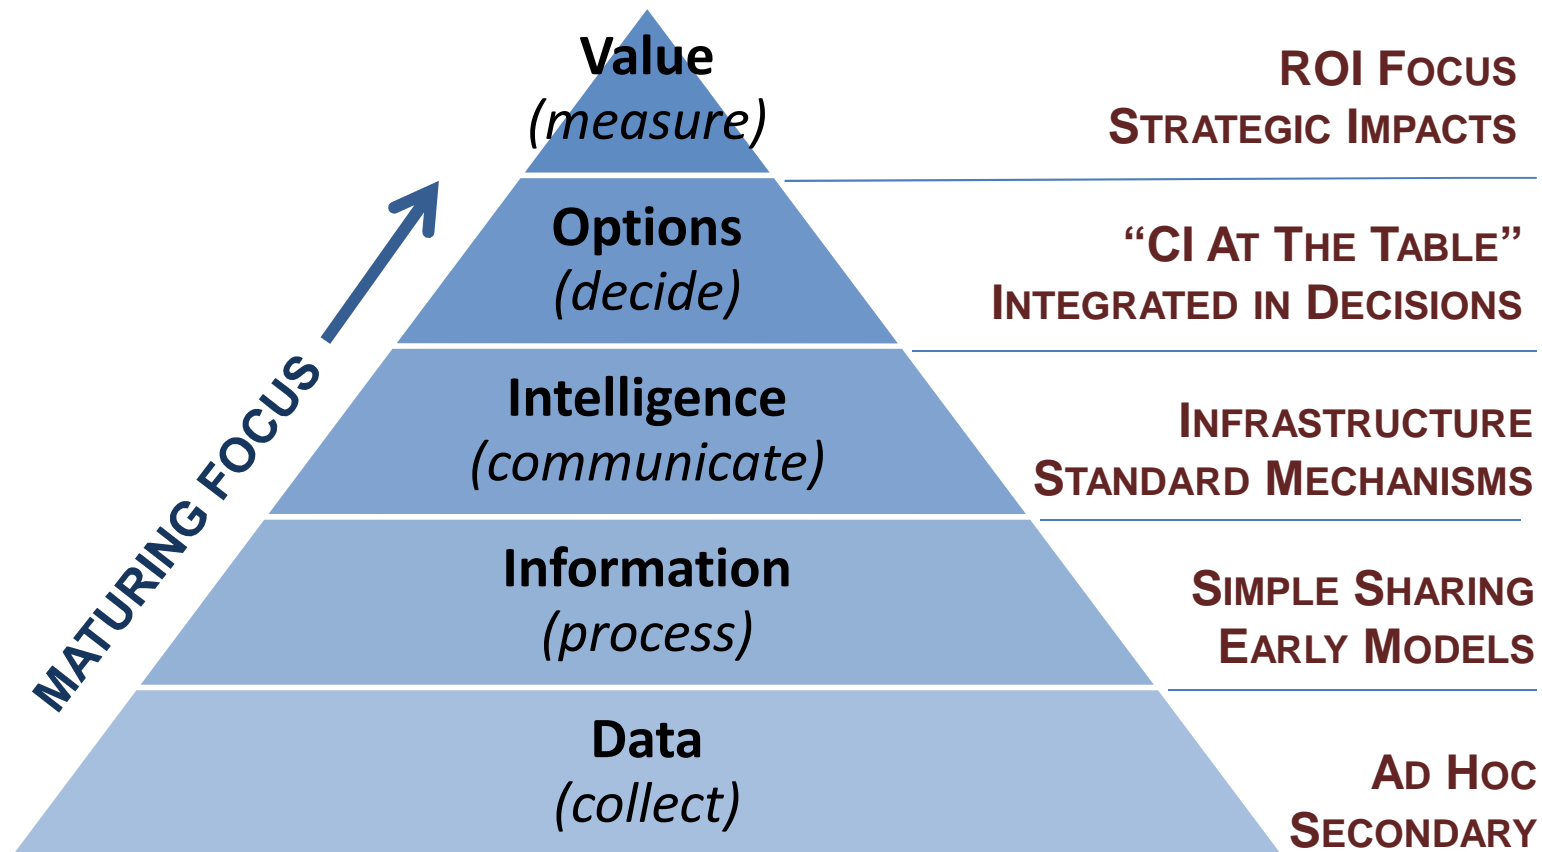 Value
(measure)
ROI Focus
Strategic Impacts
Options
(decide)
“CI At The Table”
Integrated in Decisions
Intelligence
(communicate)
Infrastructure
Standard Mechanisms
Information
(process)
Simple Sharing
Early Models
Data
(collect)
Ad Hoc
Secondary
MATURING FOCUS